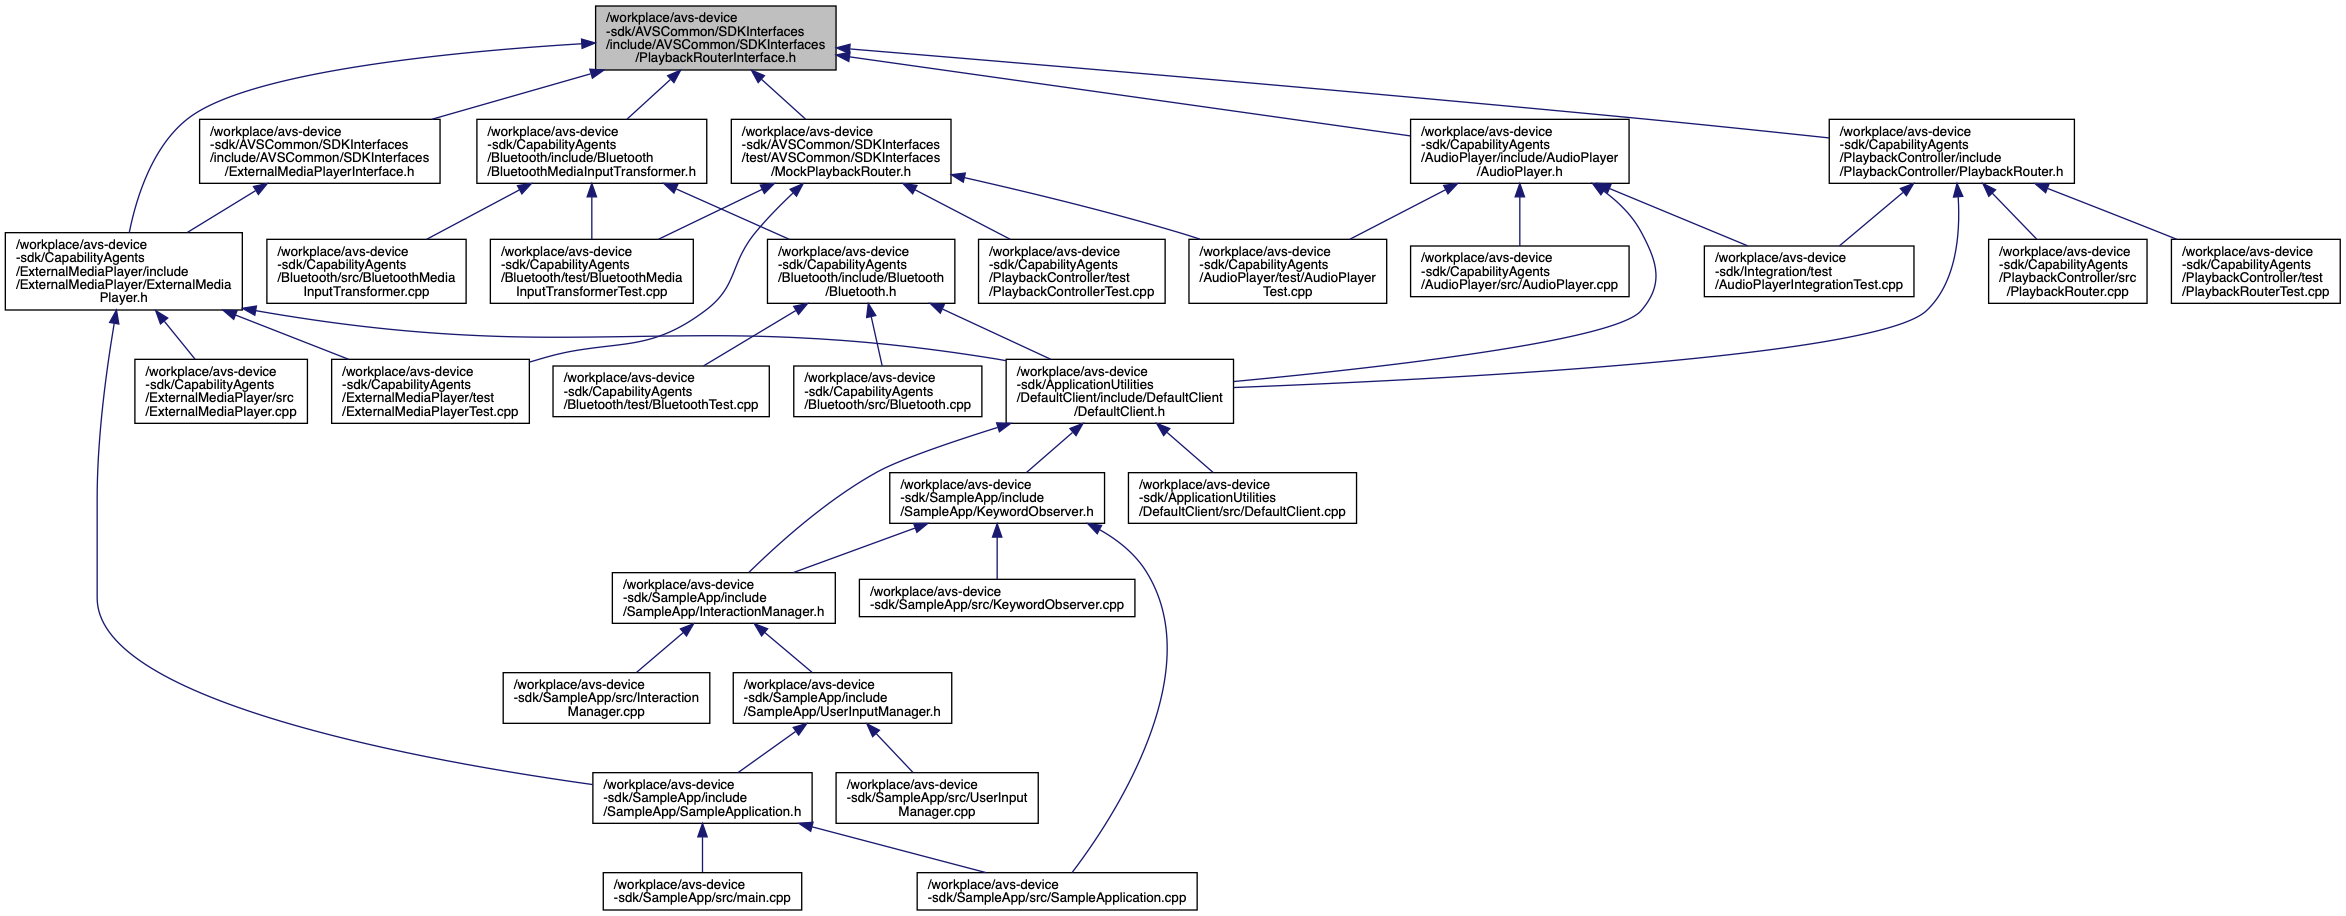 /workplace/avs-device
-sdk/AVSCommon/SDKInterfaces
/include/AVSCommon/SDKInterfaces
/PlaybackRouterInterface.h
/workplace/avs-device
-sdk/AVSCommon/SDKInterfaces
/include/AVSCommon/SDKInterfaces
/ExternalMediaPlayerInterface.h
/workplace/avs-device
-sdk/CapabilityAgents
/Bluetooth/include/Bluetooth
/BluetoothMediaInputTransformer.h
/workplace/avs-device
-sdk/AVSCommon/SDKInterfaces
/test/AVSCommon/SDKInterfaces
/MockPlaybackRouter.h
/workplace/avs-device
-sdk/CapabilityAgents
/AudioPlayer/include/AudioPlayer
/AudioPlayer.h
/workplace/avs-device
-sdk/CapabilityAgents
/PlaybackController/include
/PlaybackController/PlaybackRouter.h
/workplace/avs-device
-sdk/CapabilityAgents
/ExternalMediaPlayer/include
/ExternalMediaPlayer/ExternalMedia
Player.h
/workplace/avs-device
-sdk/CapabilityAgents
/Bluetooth/src/BluetoothMedia
InputTransformer.cpp
/workplace/avs-device
-sdk/CapabilityAgents
/Bluetooth/test/BluetoothMedia
InputTransformerTest.cpp
/workplace/avs-device
-sdk/CapabilityAgents
/Bluetooth/include/Bluetooth
/Bluetooth.h
/workplace/avs-device
-sdk/CapabilityAgents
/PlaybackController/test
/PlaybackControllerTest.cpp
/workplace/avs-device
-sdk/CapabilityAgents
/AudioPlayer/test/AudioPlayer
Test.cpp
/workplace/avs-device
-sdk/CapabilityAgents
/AudioPlayer/src/AudioPlayer.cpp
/workplace/avs-device
-sdk/Integration/test
/AudioPlayerIntegrationTest.cpp
/workplace/avs-device
-sdk/CapabilityAgents
/PlaybackController/src
/PlaybackRouter.cpp
/workplace/avs-device
-sdk/CapabilityAgents
/PlaybackController/test
/PlaybackRouterTest.cpp
/workplace/avs-device
-sdk/CapabilityAgents
/ExternalMediaPlayer/src
/ExternalMediaPlayer.cpp
/workplace/avs-device
-sdk/CapabilityAgents
/ExternalMediaPlayer/test
/ExternalMediaPlayerTest.cpp
/workplace/avs-device
-sdk/CapabilityAgents
/Bluetooth/test/BluetoothTest.cpp
/workplace/avs-device
-sdk/CapabilityAgents
/Bluetooth/src/Bluetooth.cpp
/workplace/avs-device
-sdk/ApplicationUtilities
/DefaultClient/include/DefaultClient
/DefaultClient.h
/workplace/avs-device
-sdk/SampleApp/include
/SampleApp/KeywordObserver.h
/workplace/avs-device
-sdk/ApplicationUtilities
/DefaultClient/src/DefaultClient.cpp
/workplace/avs-device
-sdk/SampleApp/include
/SampleApp/InteractionManager.h
/workplace/avs-device
-sdk/SampleApp/src/KeywordObserver.cpp
/workplace/avs-device
-sdk/SampleApp/src/Interaction
Manager.cpp
/workplace/avs-device
-sdk/SampleApp/include
/SampleApp/UserInputManager.h
/workplace/avs-device
-sdk/SampleApp/include
/SampleApp/SampleApplication.h
/workplace/avs-device
-sdk/SampleApp/src/UserInput
Manager.cpp
/workplace/avs-device
-sdk/SampleApp/src/main.cpp
/workplace/avs-device
-sdk/SampleApp/src/SampleApplication.cpp